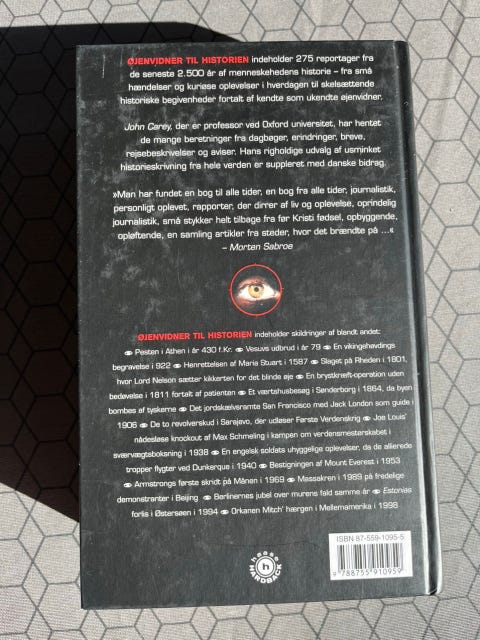 ØJENVIDNER TIL HISTORIEN indeholder 275 reportager fra
de seneste 2.500 år af menneskehedens historie – fra små
hændelser og kuriøse oplevelser i hverdagen til skelsættende
historiske begivenheder fortalt af kendte som ukendte øjenvidner.
John Carey, der er professor ved Oxford universitet, har hentet
de mange beretninger fra dagbøger, erindringer, breve,
rejsebeskrivelser og aviser. Hans righoldige udvalg af usminket
historieskrivning fra hele verden er suppleret med danske bidrag.
»Man har fundet en bog til alle tider, en bog fra alle tider, journalistik,
personligt oplevet, rapporter, der dirrer af liv og oplevelse, oprindelig
journalistik, små stykker helt tilbage fra før Kristi fødsel, opbyggende,
opløftende, en samling artikler fra steder, hvor det brændte på ...«
– Morten Sabroe
ØJENVIDNER TIL HISTORIEN indeholder skildringer af blandt andet:
Pesten i Athen i år 430 f.Kr. Vesuvs udbrud i år 79 En vikingehøvdings
begravelse i 922 Henrettelsen af Maria Stuart i 1587 Slaget på Rheden i 1801,
hvor Lord Nelson sætter kikkerten for det blinde øje En brystkræft-operation uden
bedøvelse i 1811 fortalt af patienten Et værtshusbesøg i Sønderborg i 1864, da byen
bombes af tyskerne Det jordskælvsramte San Francisco med Jack London som guide i
1906 De to revolverskud i Sarajevo, der udløser Første Verdenskrig Joe Louis'
nådesløse knockout af Max Schmeling i kampen om verdensmesterskabet i
sværvægtsboksning i 1938 En engelsk soldats uhyggelige oplevelser, da de allierede
tropper flygter ved Dunkerque i 1940 Bestigningen af Mount Everest i 1953
Armstrongs første skridt på Månen i 1969 Massakren i 1989 på fredelige
demonstranter i Beijing Berlinernes jubel over murens fald samme år Estonias
forlis i Østersøen i 1994 Orkanen Mitch' hærgen i Mellemamerika i 1998
høst
h
HARDBACK
ISBN 87-559-1095-5
9 788755 910959